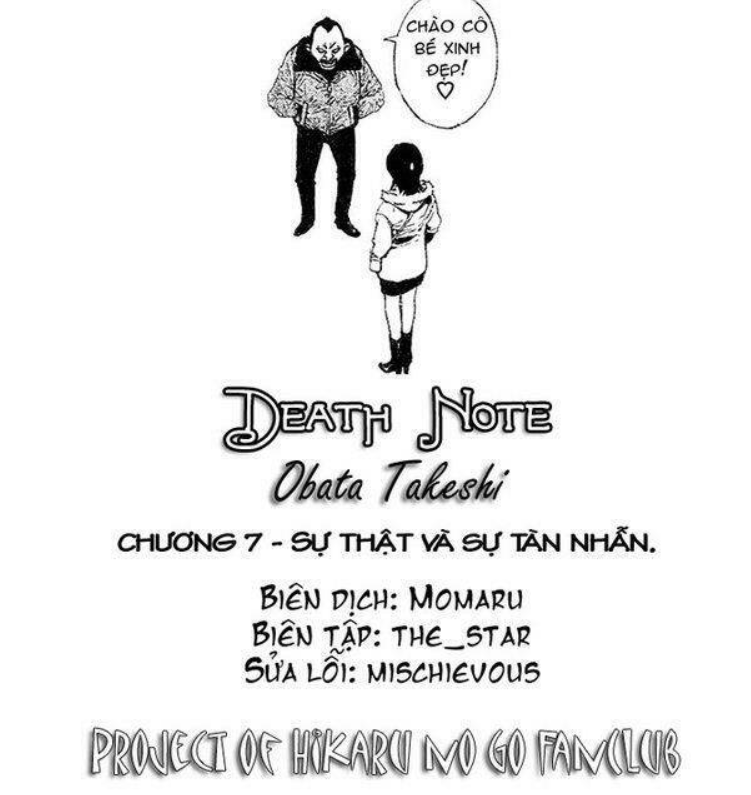 CHÀO CÔ
BÉ XINH
ĐẸP!
♡
DEATH NOTE
Obata Takeshi
CHƯƠNG 7 - SỰ THẬT VÀ SỰ TÀN NHẪN.
BIÊN DỊCH: MOMARU
BIÊN TẬP: THE_STAR
SỬA LỖI: MISCHIEVOUS
PROJECT OF HIKARU NO GO FANCLUB